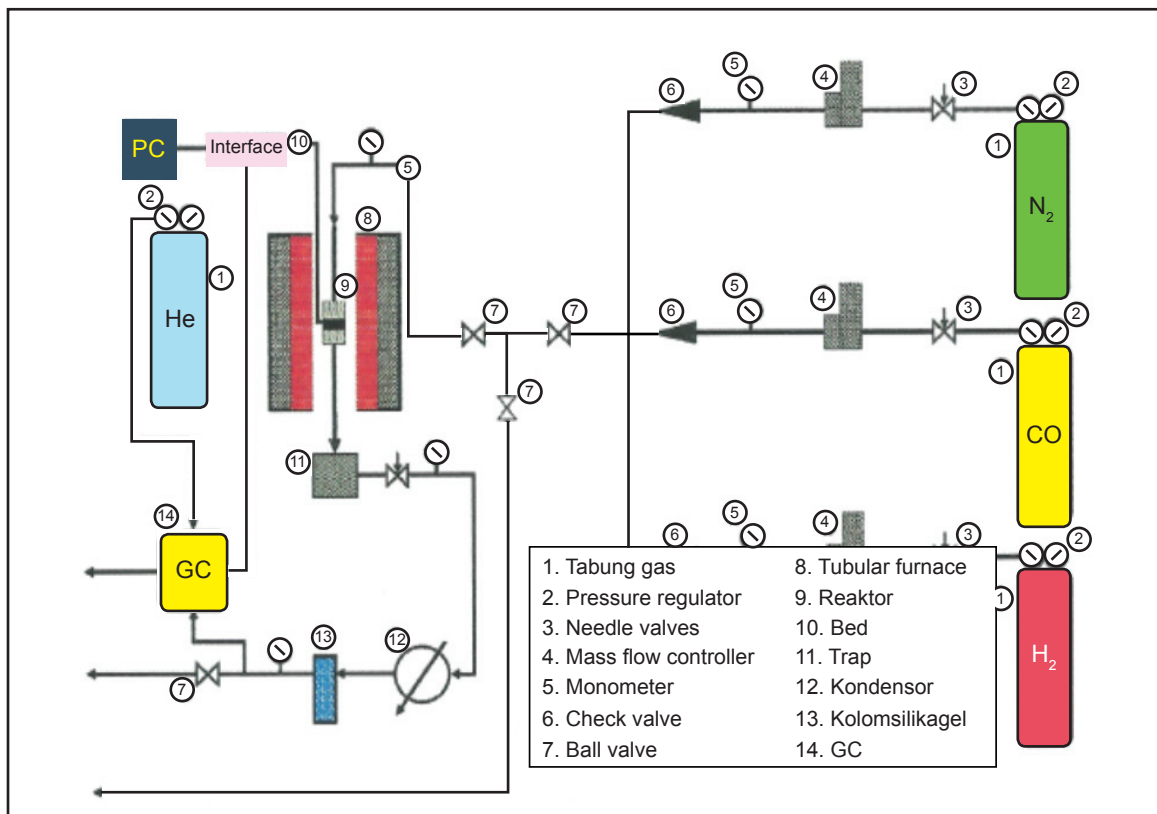 5
4
3
2
6
1
N2
PC
Interface
10
5
2
8
1
He
9
7
7
6
5
4
3
2
1
CO
7
11
14
GC
6
5
4
3
2
1
H2
13
12
7
1. Tabung gas
2. Pressure regulator
3. Needle valves
4. Mass flow controller
5. Monometer
6. Check valve
7. Ball valve
8. Tubular furnace
9. Reaktor
10. Bed
11. Trap
12. Kondensor
13. Kolomsilikagel
14. GC